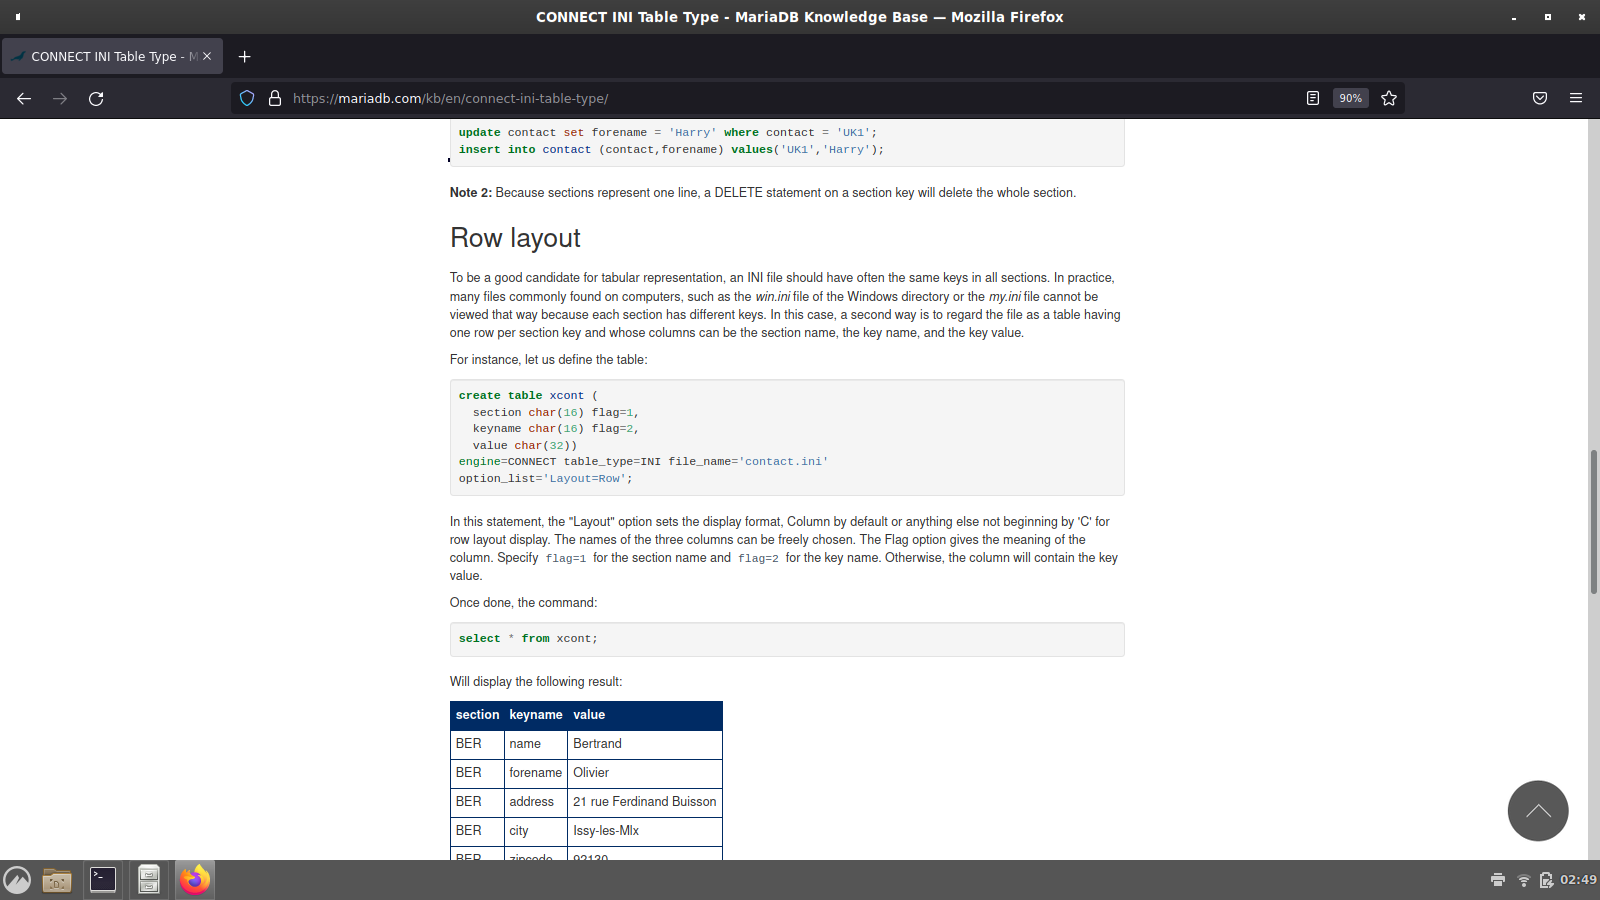 CONNECT INI Table Type - MariaDB Knowledge Base — Mozilla Firefox
CONNECT INI Table Type - M
https://mariadb.com/kb/en/connect-ini-table-type/
90%
update contact set forename = 'Harry' where contact = 'UK1';
insert into contact (contact,forename) values('UK1','Harry');
Note 2: Because sections represent one line, a DELETE statement on a section key will delete the whole section.
Row layout
To be a good candidate for tabular representation, an INI file should have often the same keys in all sections. In practice,
many files commonly found on computers, such as the win.ini file of the Windows directory or the my.ini file cannot be
viewed that way because each section has different keys. In this case, a second way is to regard the file as a table having
one row per section key and whose columns can be the section name, the key name, and the key value.
For instance, let us define the table:
create table xcont (
section char(16) flag=1,
keyname char(16) flag=2,
value char(32))
engine=CONNECT table_type=INI file_name='contact.ini'
option_list='Layout=Row';
In this statement, the "Layout" option sets the display format, Column by default or anything else not beginning by 'C' for
row layout display. The names of the three columns can be freely chosen. The Flag option gives the meaning of the
column. Specify flag=1 for the section name and flag=2 for the key name. Otherwise, the column will contain the key
value.
Once done, the command:
select * from xcont;
Will display the following result:
section keyname value
BER name Bertrand
BER forename Olivier
BER address 21 rue Ferdinand Buisson
BER city Issy-les-Mlx
BER zipcode 92130
02:49